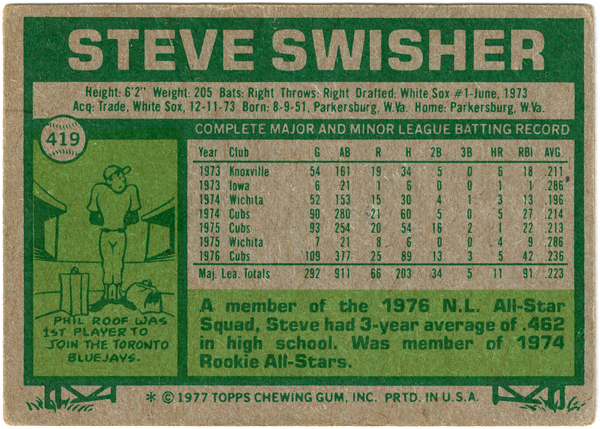 STEVE SWISHER
Height: 6'2" Weight: 205 Bats: Right Throws: Right Drafted: White Sox #1-June, 1973
Acq: Trade, White Sox, 12-11-73 Born: 8-9-51, Parkersburg, W.Va. Home: Parkersburg, W.Va.
419
COMPLETE MAJOR AND MINOR LEAGUE BATTING RECORD
Year Club G AB R H 2B 3B HR RBI AVG.
1973 Knoxville 54 161 19 34 5 0 6 18 .211
1973 Iowa 6 21 1 6 0 0 1 1 .286
1974 Wichita 52 153 15 30 4 1 3 13 .196
1974 Cubs 90 280 21 60 5 0 5 27 .214
1975 Cubs 93 254 20 54 16 2 1 22 .213
1975 Wichita 7 21 8 6 0 0 4 9 .286
1976 Cubs 109 377 25 89 13 3 5 42 .236
Maj. Lea. Totals 292 911 66 203 34 5 11 91 .223
PHIL ROOF WAS
1ST PLAYER TO
JOIN THE TORONTO
BLUEJAYS.
A member of the 1976 N.L. All-Star
Squad, Steve had 3-year average of .462
in high school. Was member of 1974
Rookie All-Stars.
* © 1977 TOPPS CHEWING GUM, INC. PRTD. IN U.S.A.